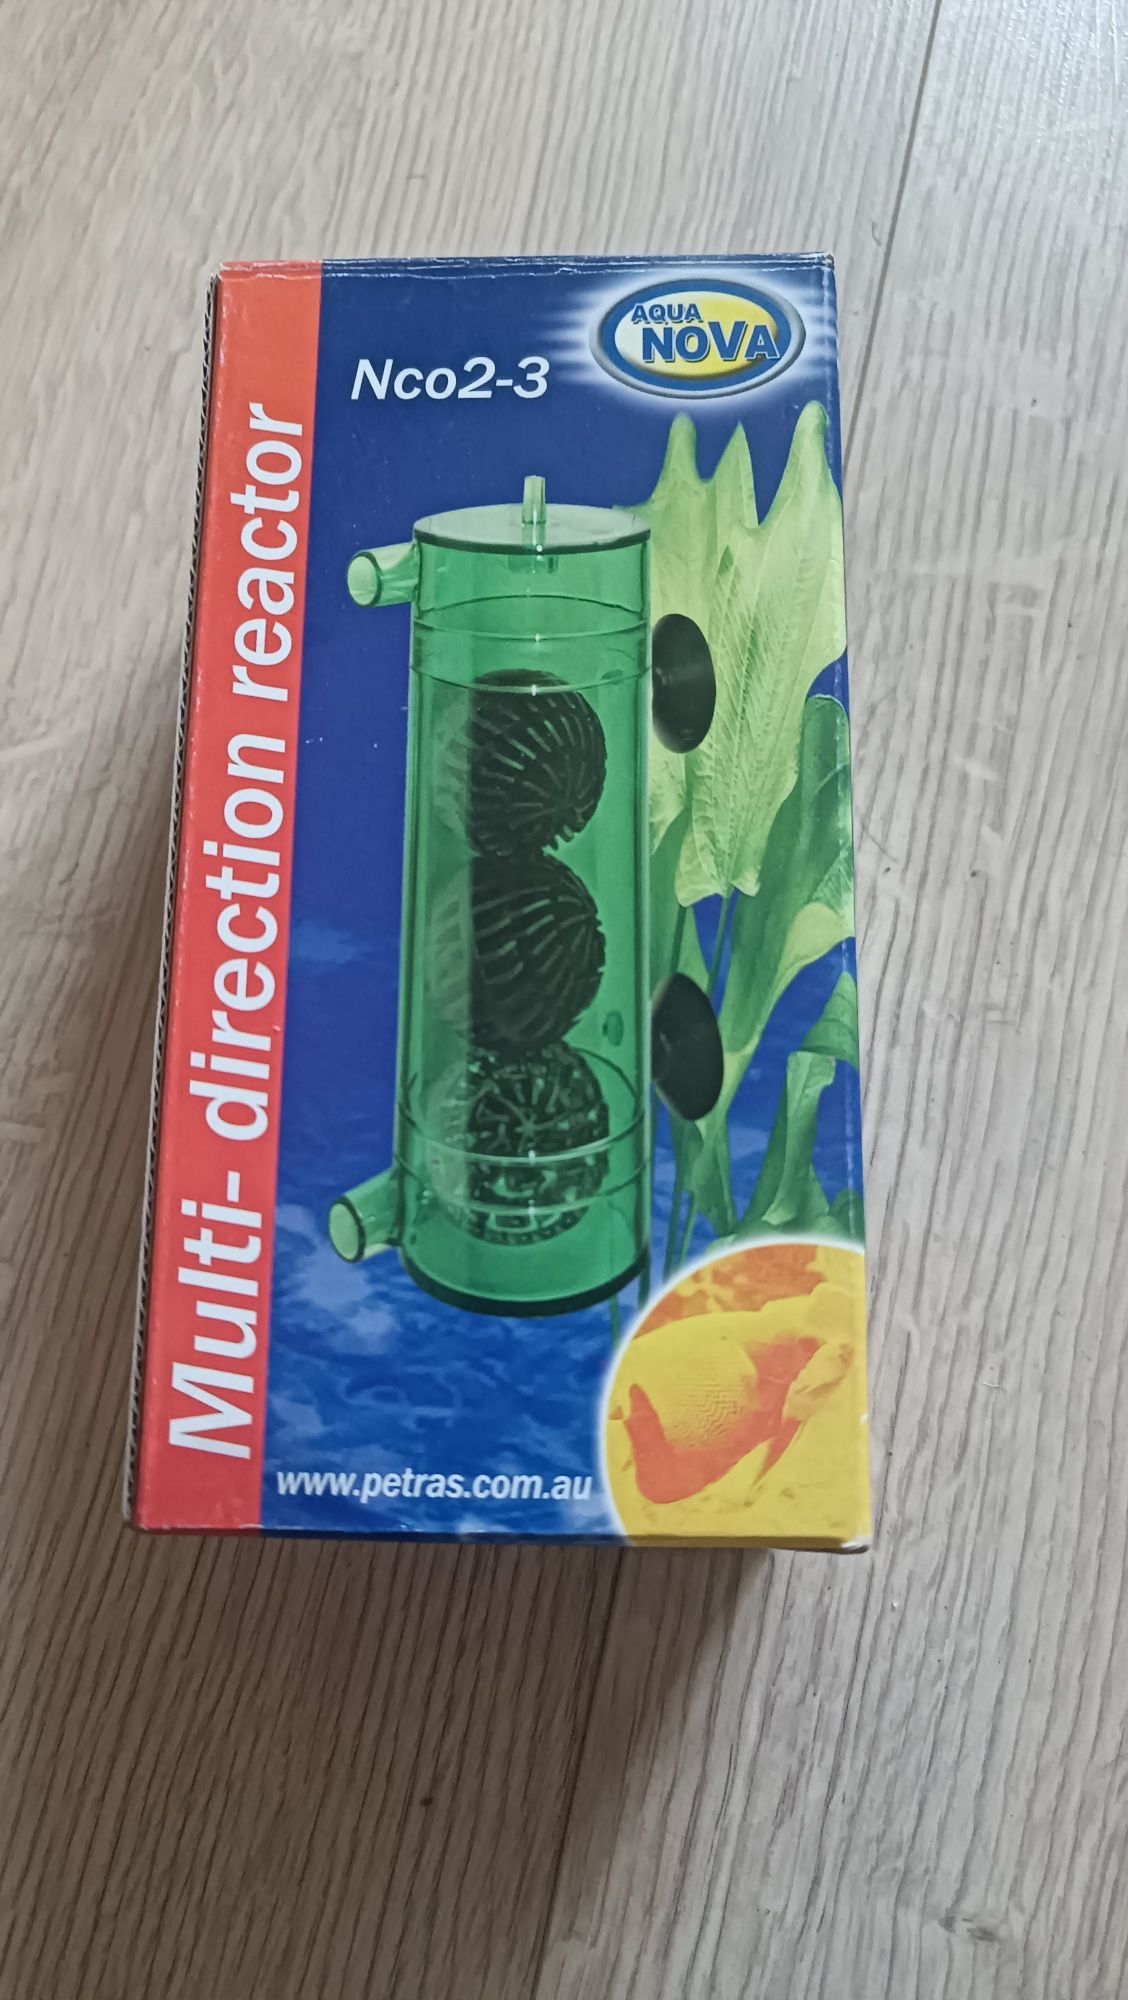 AQUA
NOVA
Nco2-3
Multi- direction reactor
www.petras.com.au